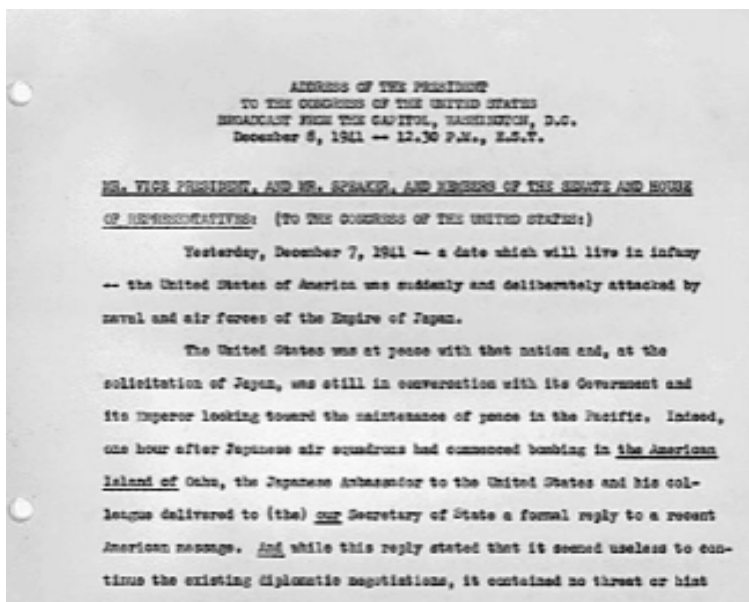 ADDRESS OF THE PRESIDENT
TO THE CONGRESS OF THE UNITED STATES
BROADCAST FROM THE CAPITOL, WASHINGTON, D.C.
December 8, 1941 -- 12.30 P.M., E.S.T.
MR. VICE PRESIDENT, AND MR. SPEAKER, AND MEMBERS OF THE SENATE AND HOUSE
OF REPRESENTATIVES: (TO THE CONGRESS OF THE UNITED STATES:)
Yesterday, December 7, 1941 -- a date which will live in infamy
-- the United States of America was suddenly and deliberately attacked by
naval and air forces of the Empire of Japan.
The United States was at peace with that nation and, at the
solicitation of Japan, was still in conversation with its Government and
its Emperor looking toward the maintenance of peace in the Pacific. Indeed,
one hour after Japanese air squadrons had commenced bombing in the American
Island of Oahu, the Japanese Ambassador to the United States and his col-
league delivered to (the) our Secretary of State a formal reply to a recent
American message. And while this reply stated that it seemed useless to con-
tinue the existing diplomatic negotiations, it contained no threat or hint